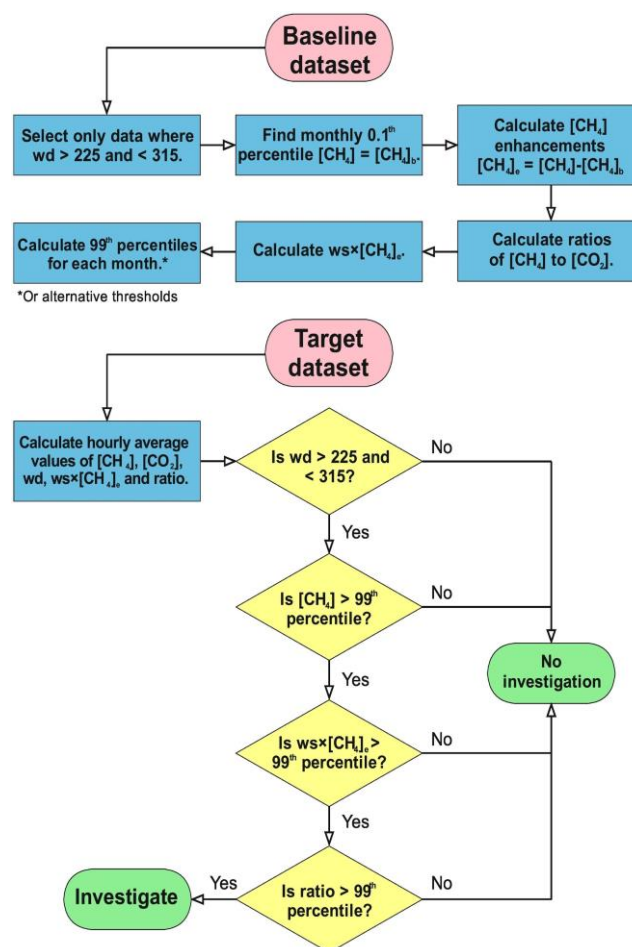 Baseline
dataset
Select only data where
wd > 225 and < 315.
Find monthly 0.1ᵗʰ
percentile [CH₄] = [CH₄]b.
Calculate [CH₄]
enhancements
[CH₄]ₑ = [CH₄]-[CH₄]b
Calculate ratios
of [CH₄] to [CO₂].
Calculate ws×[CH₄]ₑ.
Calculate 99ᵗʰ percentiles
for each month.*
*Or alternative thresholds
Target
dataset
Calculate hourly average
values of [CH₄], [CO₂],
wd, ws×[CH₄]ₑ and ratio.
Is wd > 225 and
< 315?
No
Yes
Is [CH₄] > 99ᵗʰ
percentile?
No
Yes
No
investigation
Is ws×[CH₄]ₑ >
99ᵗʰ percentile?
No
Yes
Is ratio > 99ᵗʰ
percentile?
No
Yes
Investigate